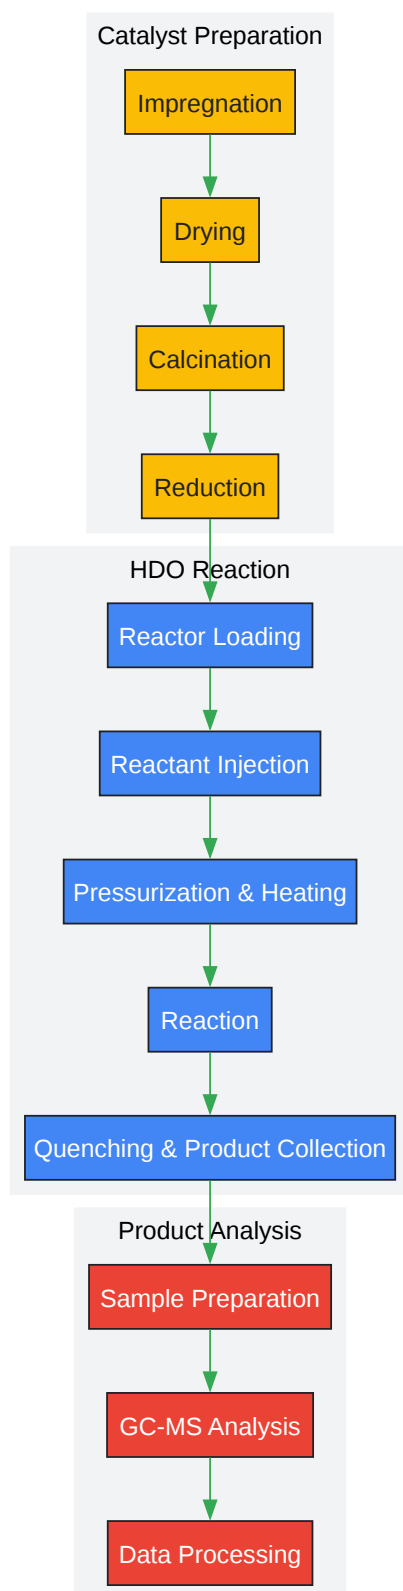 Catalyst Preparation
Impregnation
Drying
Calcination
Reduction
HDO Reaction
Reactor Loading
Reactant Injection
Pressurization & Heating
Reaction
Quenching & Product Collection
Product Analysis
Sample Preparation
GC-MS Analysis
Data Processing